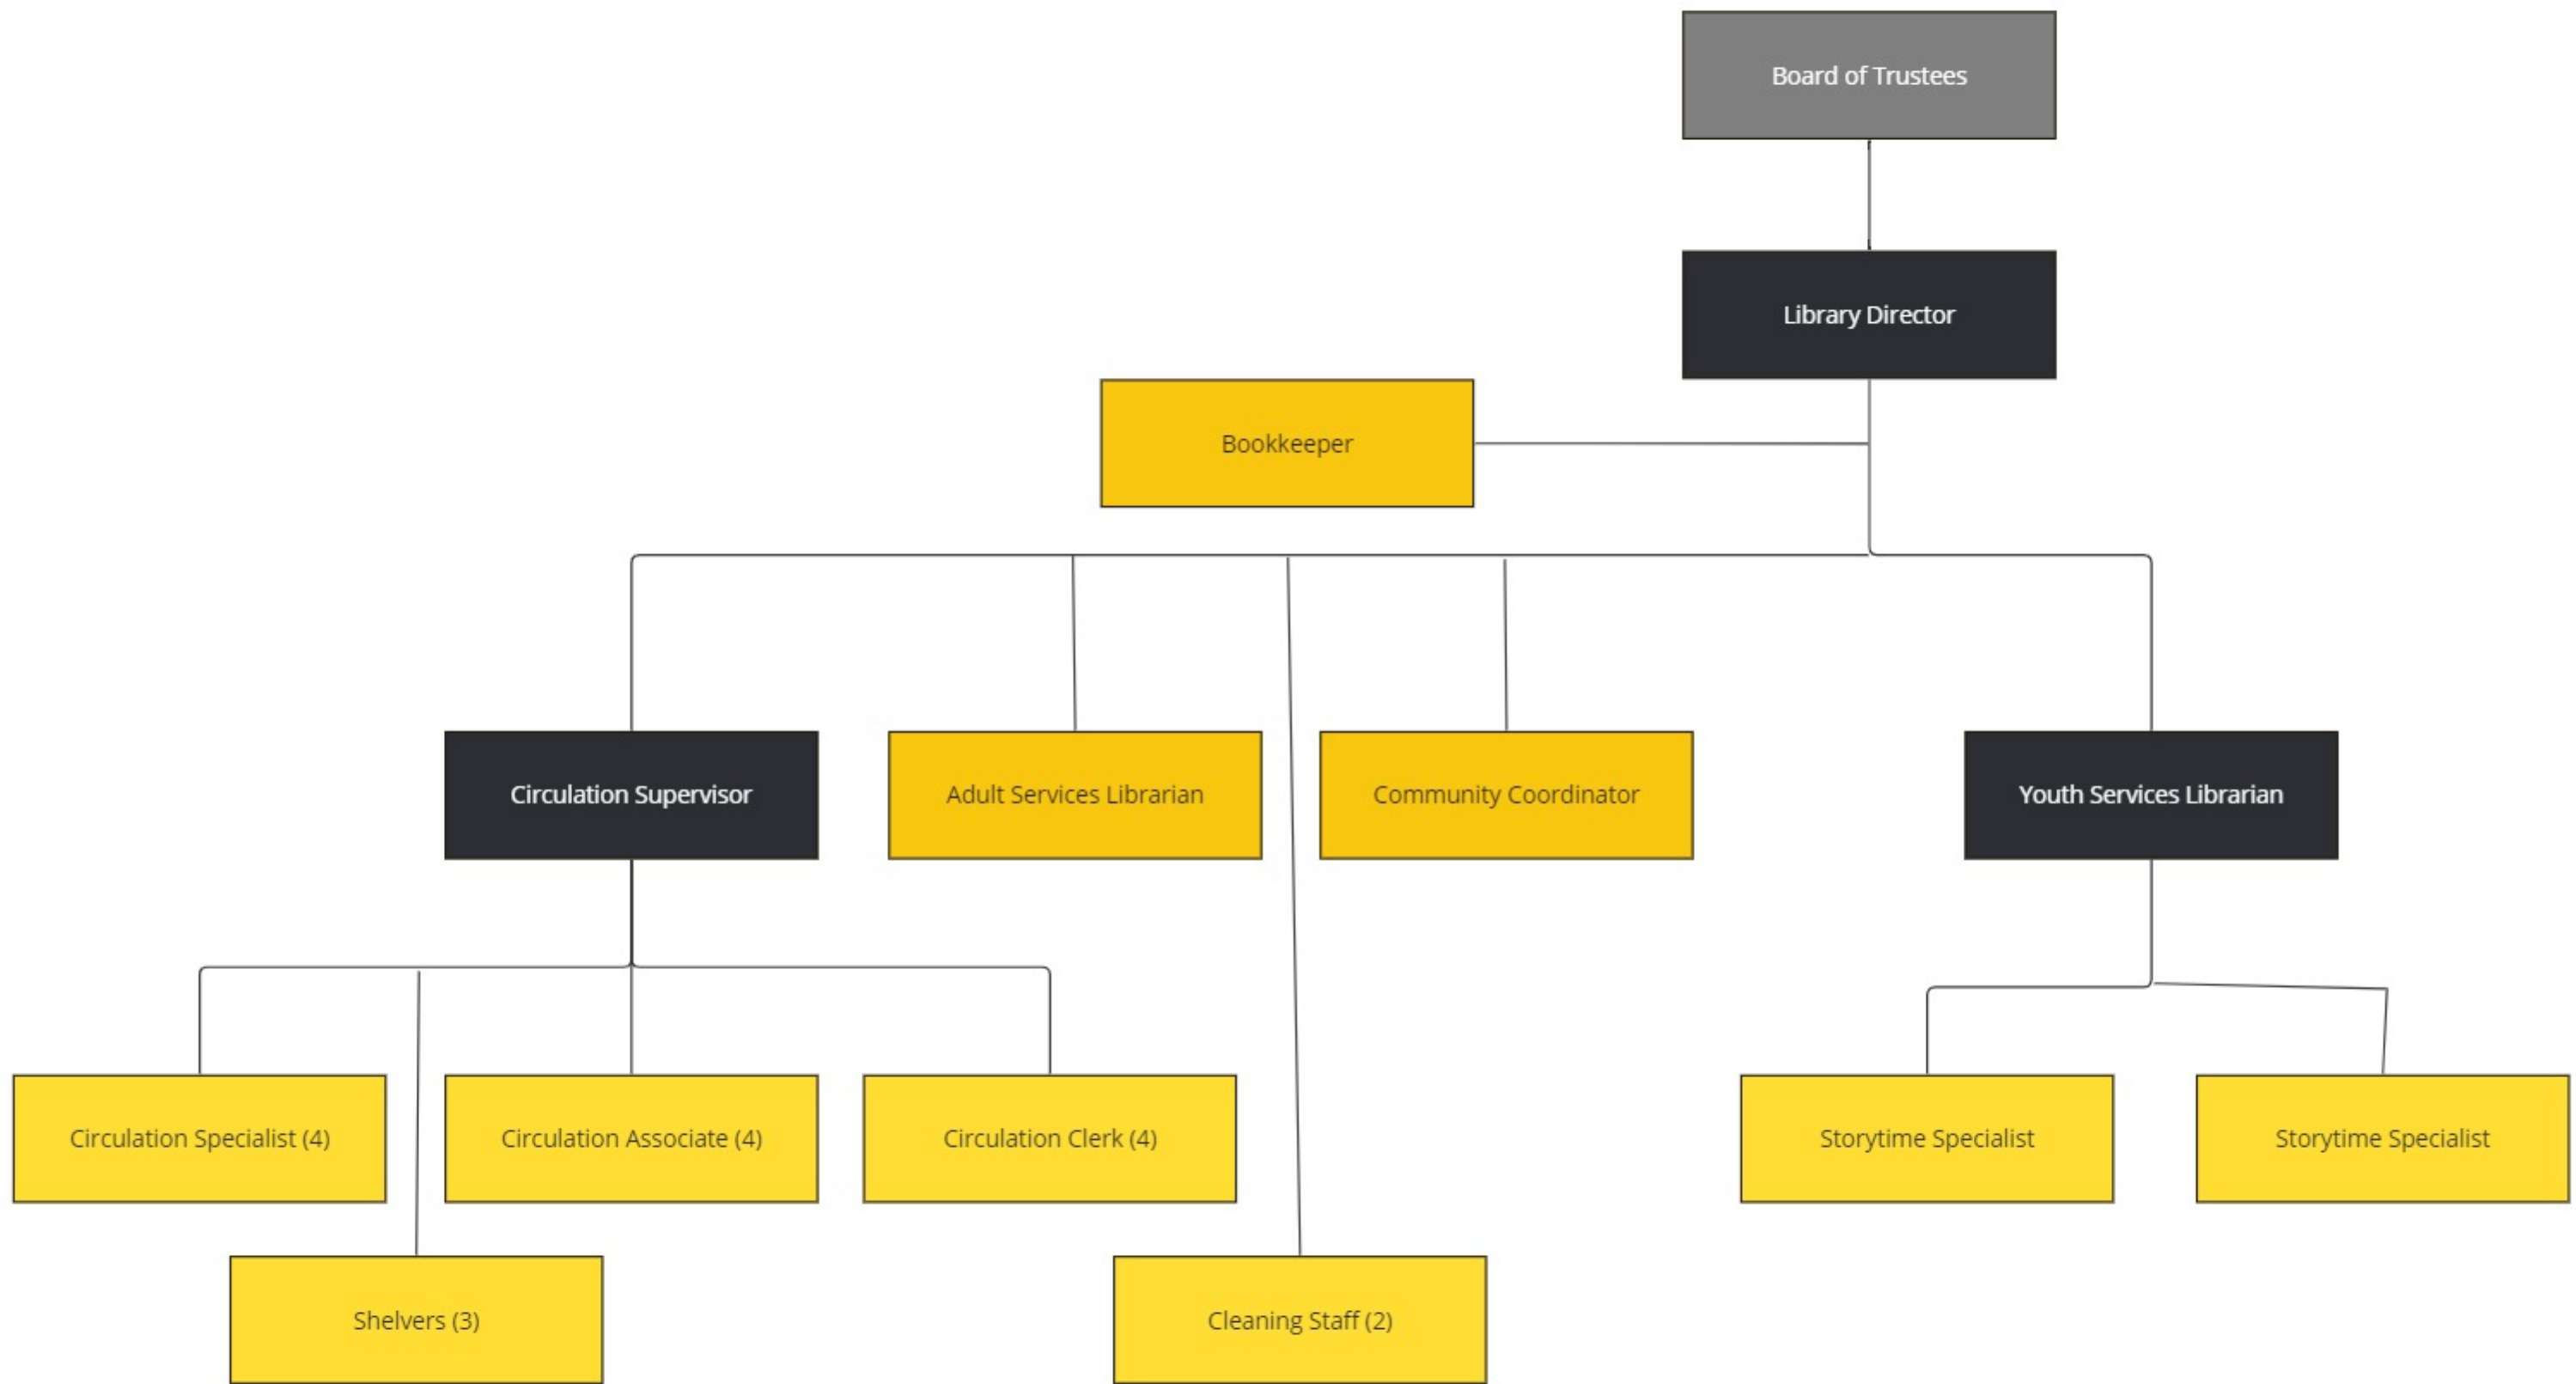 Board of Trustees
Library Director
Bookkeeper
Circulation Supervisor
Adult Services Librarian
Community Coordinator
Youth Services Librarian
Circulation Specialist (4)
Circulation Associate (4)
Circulation Clerk (4)
Storytime Specialist
Storytime Specialist
Shelvers (3)
Cleaning Staff (2)